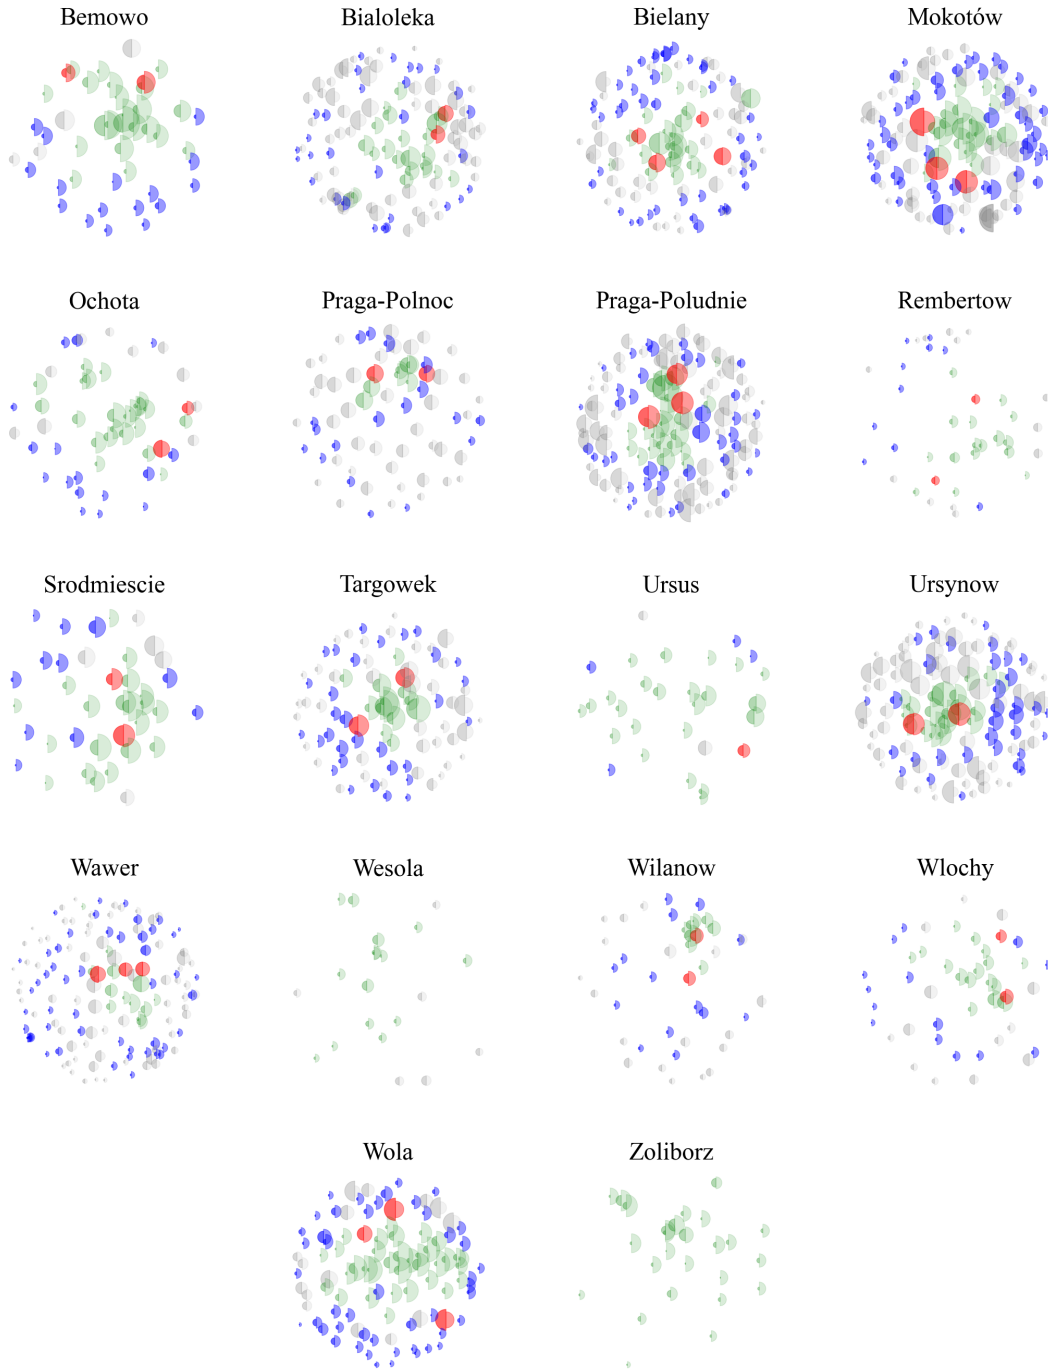 Bemowo
Bialoleka
Bielany
Mokotów
Ochota
Praga-Polnoc
Praga-Poludnie
Rembertow
Srodmiescie
Targowek
Ursus
Ursynow
Wawer
Wesola
Wilanow
Wlochy
Wola
Zoliborz